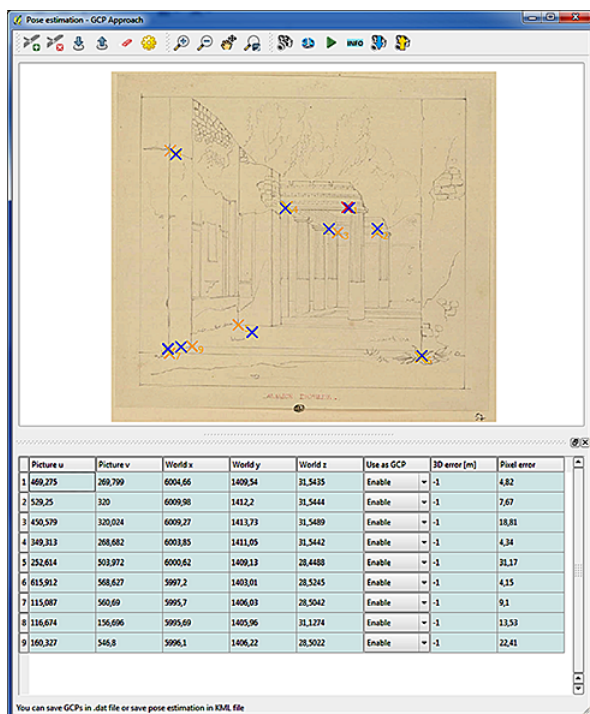 Pose estimation - GCP Approach
INFO
Picture u Picture v World x World y World z Use as GCP 3D error [m] Pixel error
1 469,275 269,799 6004,66 1409,54 31,5435 Enable -1 4,82
2 529,25 320 6009,98 1412,2 31,5444 Enable -1 7,67
3 450,579 320,024 6009,27 1413,73 31,5489 Enable -1 18,81
4 349,313 268,682 6003,85 1411,05 31,5442 Enable -1 4,34
5 252,614 503,972 6000,62 1409,13 28,4488 Enable -1 31,17
6 615,912 568,627 5997,2 1403,01 28,5245 Enable -1 4,15
7 115,087 560,69 5995,7 1406,03 28,5042 Enable -1 9,1
8 116,674 156,696 5995,69 1405,96 31,1274 Enable -1 13,53
9 160,327 546,8 5996,1 1406,22 28,5022 Enable -1 22,41
You can save GCPs in .dat file or save pose estimation in KML file